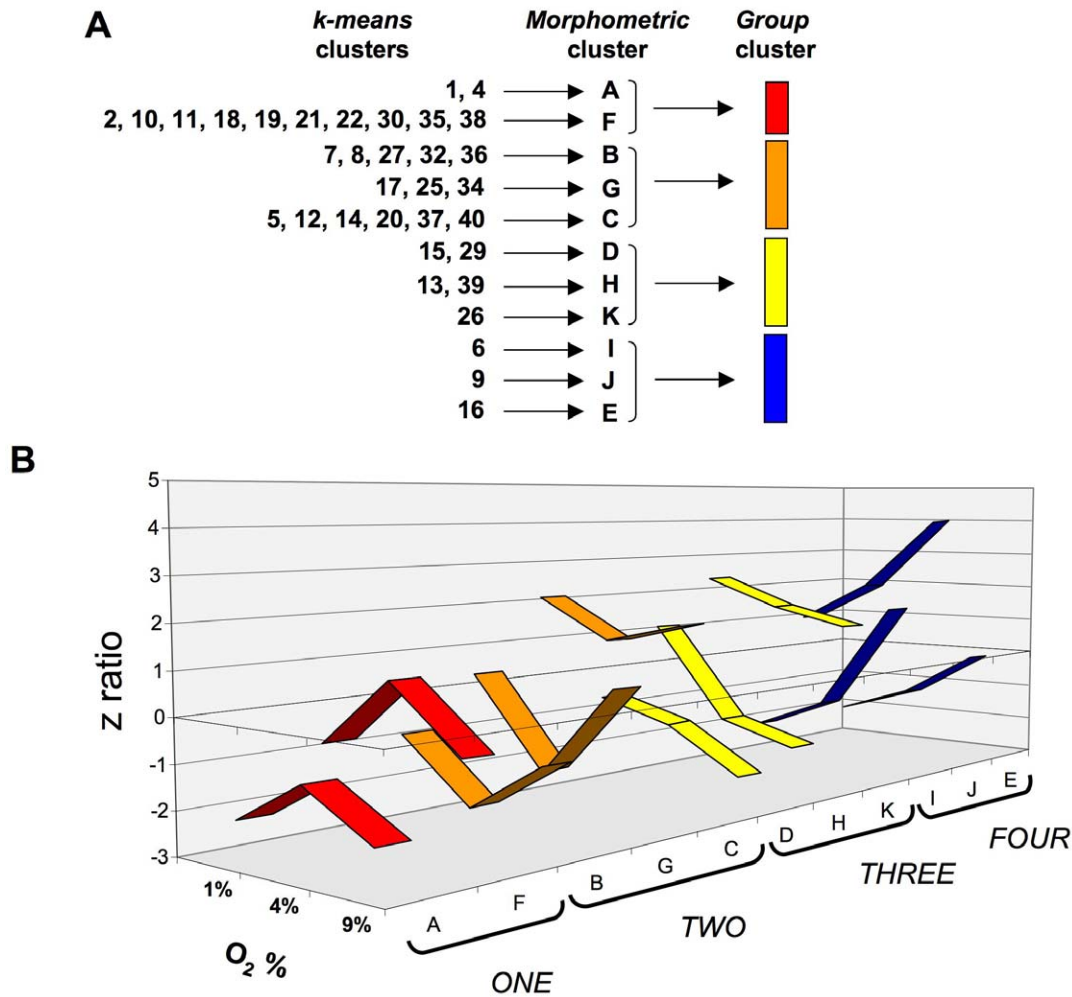 A
k-means clusters
Morphometric cluster
Group cluster
1, 4 A
2, 10, 11, 18, 19, 21, 22, 30, 35, 38 F
7, 8, 27, 32, 36 B
17, 25, 34 G
5, 12, 14, 20, 37, 40 C
15, 29 D
13, 39 H
26 K
6 I
9 J
16 E
B
z ratio
5
4
3
2
1
0
-1
-2
-3
1%
4%
9%
O2 %
A F B G C D H K I J E
ONE
TWO
THREE
FOUR